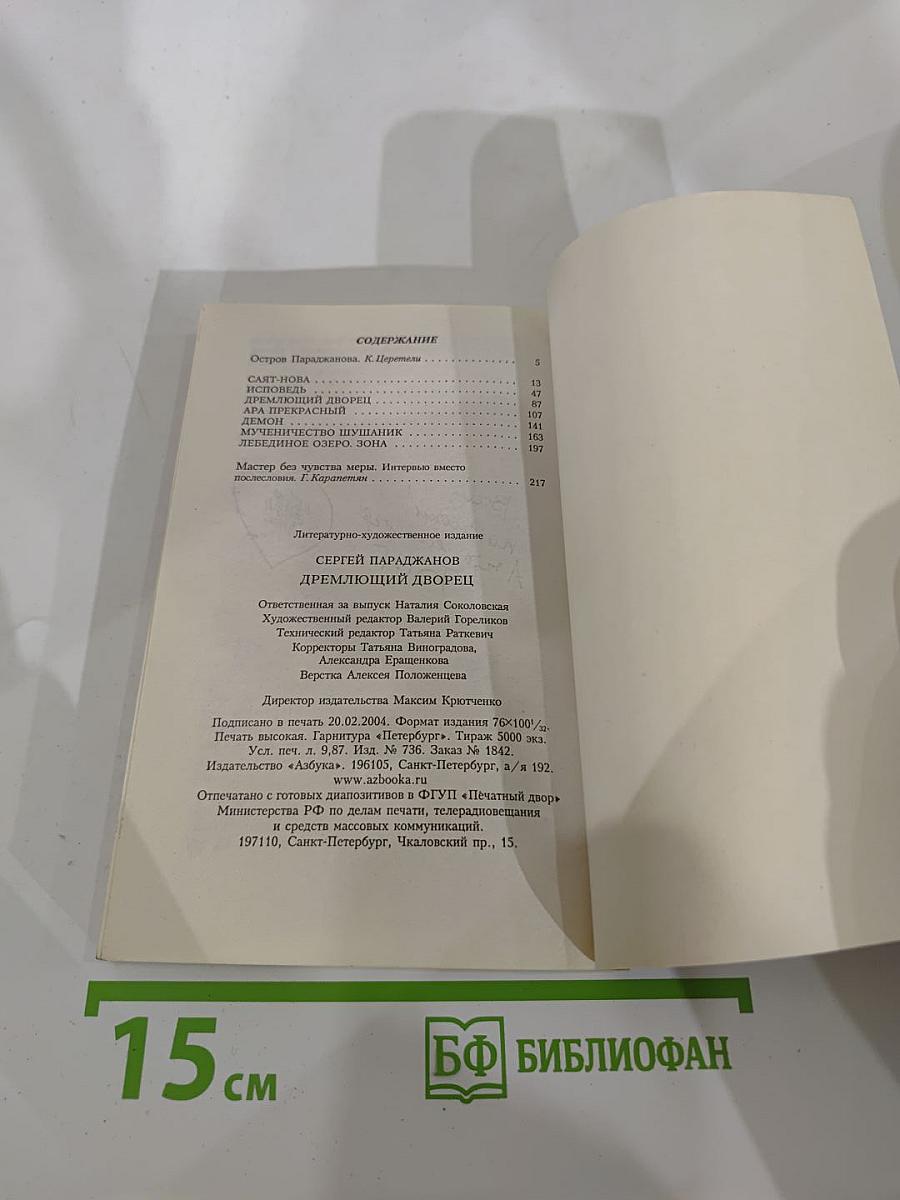 СОДЕРЖАНИЕ
Остров Параджанова. К. Церетели . . . . . . . . . . . . . . 5
САЯТ-НОВА . . . . . . . . . . . . . . . . . . . . . . . . . . . . . 13
ИСПОВЕДЬ . . . . . . . . . . . . . . . . . . . . . . . . . . . . . 47
ДРЕМЛЮЩИЙ ДВОРЕЦ . . . . . . . . . . . . . . . . . . . . 87
АРА ПРЕКРАСНЫЙ . . . . . . . . . . . . . . . . . . . . . . . 107
ДЕМОН . . . . . . . . . . . . . . . . . . . . . . . . . . . . . . . . 141
МУЧЕНИЧЕСТВО ШУШАНИК . . . . . . . . . . . . . . . 163
ЛЕБЕДИНОЕ ОЗЕРО. ЗОНА . . . . . . . . . . . . . . . . . 197
Мастер без чувства меры. Интервью вместо
послесловия. Г. Карапетян . . . . . . . . . . . . . . . . . . . . 217
Литературно-художественное издание
СЕРГЕЙ ПАРАДЖАНОВ
ДРЕМЛЮЩИЙ ДВОРЕЦ
Ответственная за выпуск Наталия Соколовская
Художественный редактор Валерий Гореликов
Технический редактор Татьяна Раткевич
Корректоры Татьяна Виноградова,
Александра Еращенкова
Верстка Алексея Положенцева
Директор издательства Максим Крютченко
Подписано в печать 20.02.2004. Формат издания 76×100¹/₃₂.
Печать высокая. Гарнитура «Петербург». Тираж 5000 экз.
Усл. печ. л. 9,87. Изд. № 736. Заказ № 1842.
Издательство «Азбука». 196105, Санкт-Петербург, а/я 192.
www.azbooka.ru
Отпечатано с готовых диапозитивов в ФГУП «Печатный двор»
Министерства РФ по делам печати, телерадиовещания
и средств массовых коммуникаций.
197110, Санкт-Петербург, Чкаловский пр., 15.
15 см
БФ БИБЛИОФАН